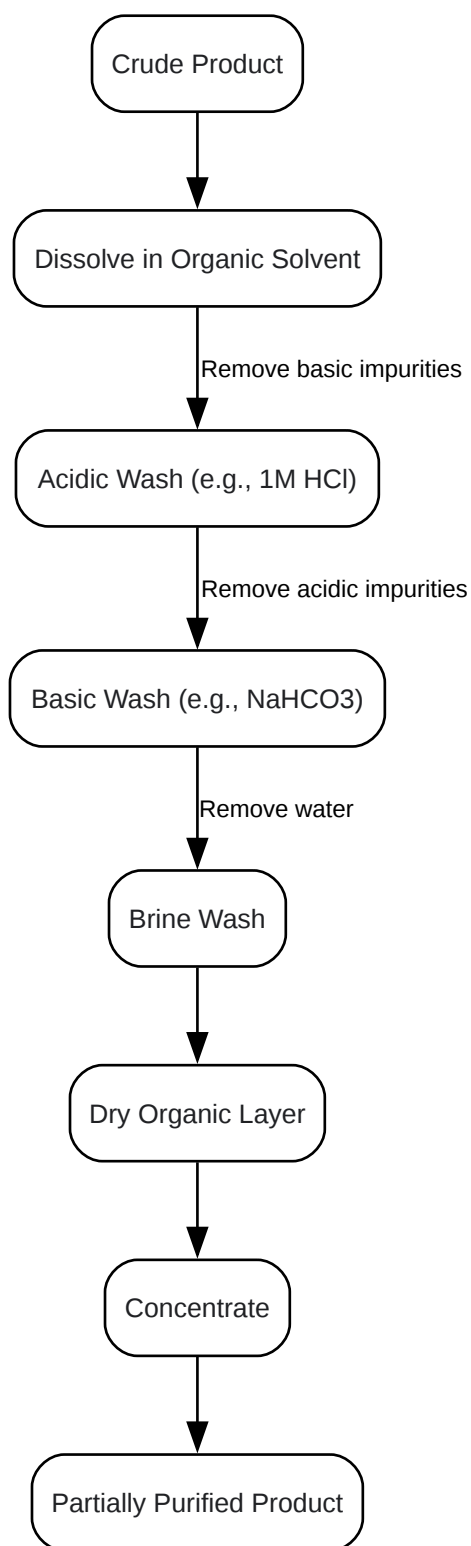 Crude Product
Dissolve in Organic Solvent
Remove basic impurities
Acidic Wash (e.g., 1M HCl)
Remove acidic impurities
Basic Wash (e.g., NaHCO3)
Remove water
Brine Wash
Dry Organic Layer
Concentrate
Partially Purified Product